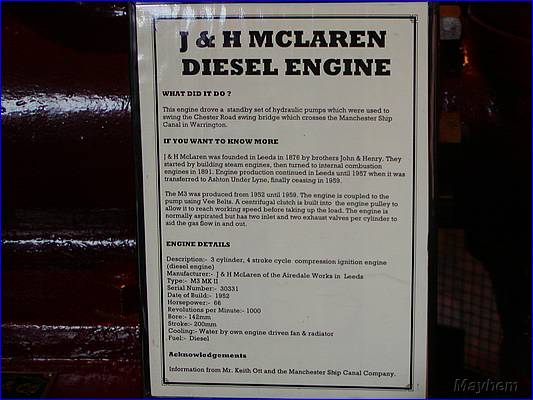 J & H MCLAREN
DIESEL ENGINE
WHAT DID IT DO ?
This engine drove a standby set of hydraulic pumps which were used to
swing the Chester Road swing bridge which crosses the Manchester Ship
Canal in Warrington.
IF YOU WANT TO KNOW MORE
J & H McLaren was founded in Leeds in 1876 by brothers John & Henry. They
started by building steam engines, then turned to internal combustion
engines in 1891. Engine production continued in Leeds until 1957 when it was
transferred to Ashton Under Lyne, finally ceasing in 1959.
The M3 was produced from 1952 until 1959. The engine is coupled to the
pump using Vee Belts. A centrifugal clutch is built into the engine pulley to
allow it to reach working speed before taking up the load. The engine is
normally aspirated but has two inlet and two exhaust valves per cylinder to
aid the gas flow in and out.
ENGINE DETAILS
Description:- 3 cylinder, 4 stroke cycle compression ignition engine
(diesel engine)
Manufacturer:- J & H McLaren of the Airedale Works in Leeds
Type:- M3 MK II
Serial Number:- 30331
Date of Build:- 1952
Horsepower:- 66
Revolutions per Minute:- 1000
Bore:- 142mm
Stroke:- 200mm
Cooling:- Water by own engine driven fan & radiator
Fuel:- Diesel
Acknowledgements
Information from Mr. Keith Ott and the Manchester Ship Canal Company.
Mayhem